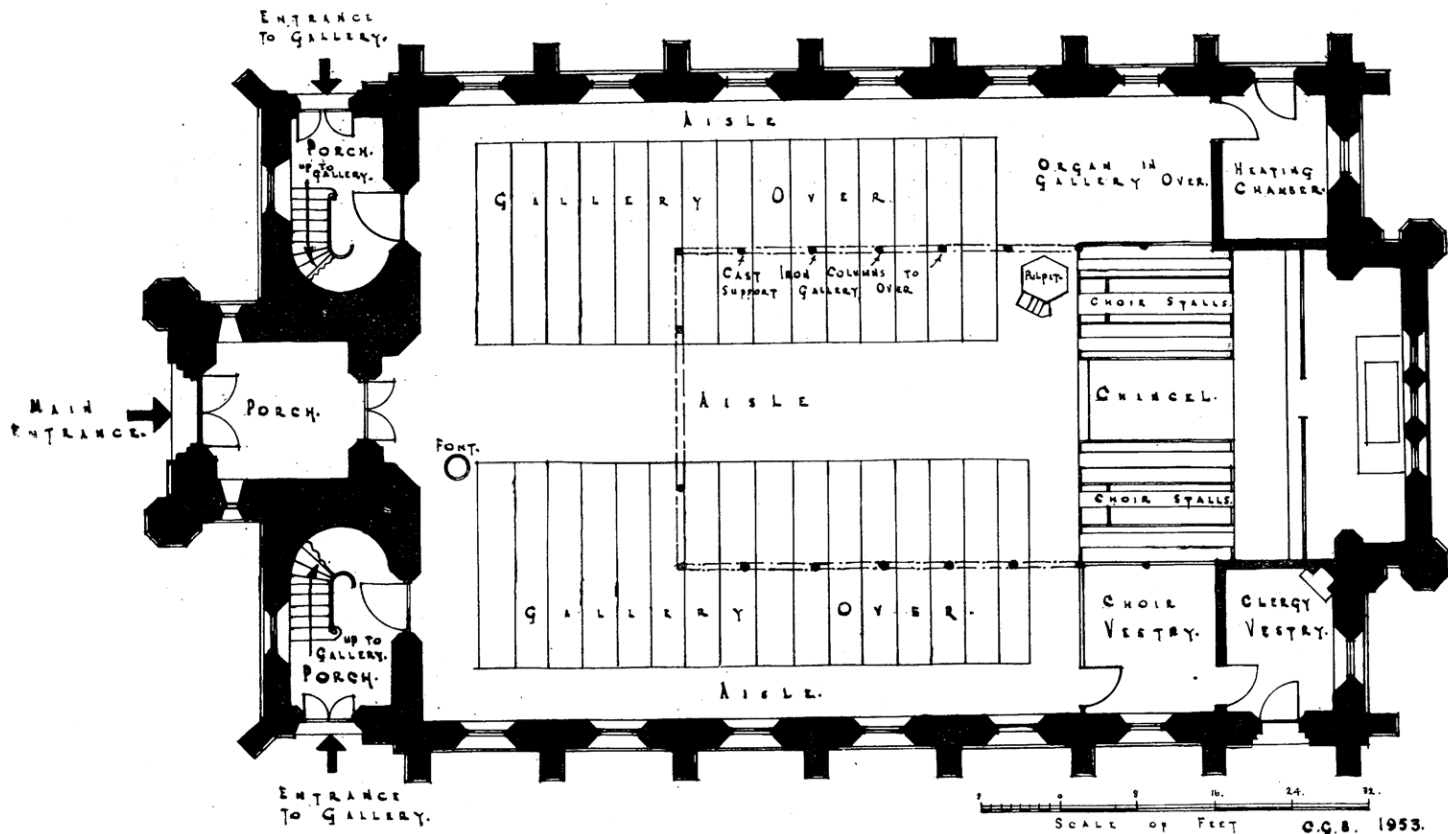 ENTRANCE
TO GALLERY.
AISLE
PORCH.
UP TO
GALLERY.
GALLERY OVER.
ORGAN IN
GALLERY OVER.
HEATING
CHAMBER.
CAST IRON COLUMNS TO
SUPPORT GALLERY OVER
PULPIT.
CHOIR STALLS.
MAIN
ENTRANCE.
PORCH.
AISLE
CHANCEL.
FONT.
CHOIR STALLS.
GALLERY OVER.
CHOIR
VESTRY.
CLERGY
VESTRY.
UP TO
GALLERY.
PORCH.
AISLE.
ENTRANCE
TO GALLERY.
0 8 16. 24. 32.
SCALE OF FEET
C.G.B. 1953.